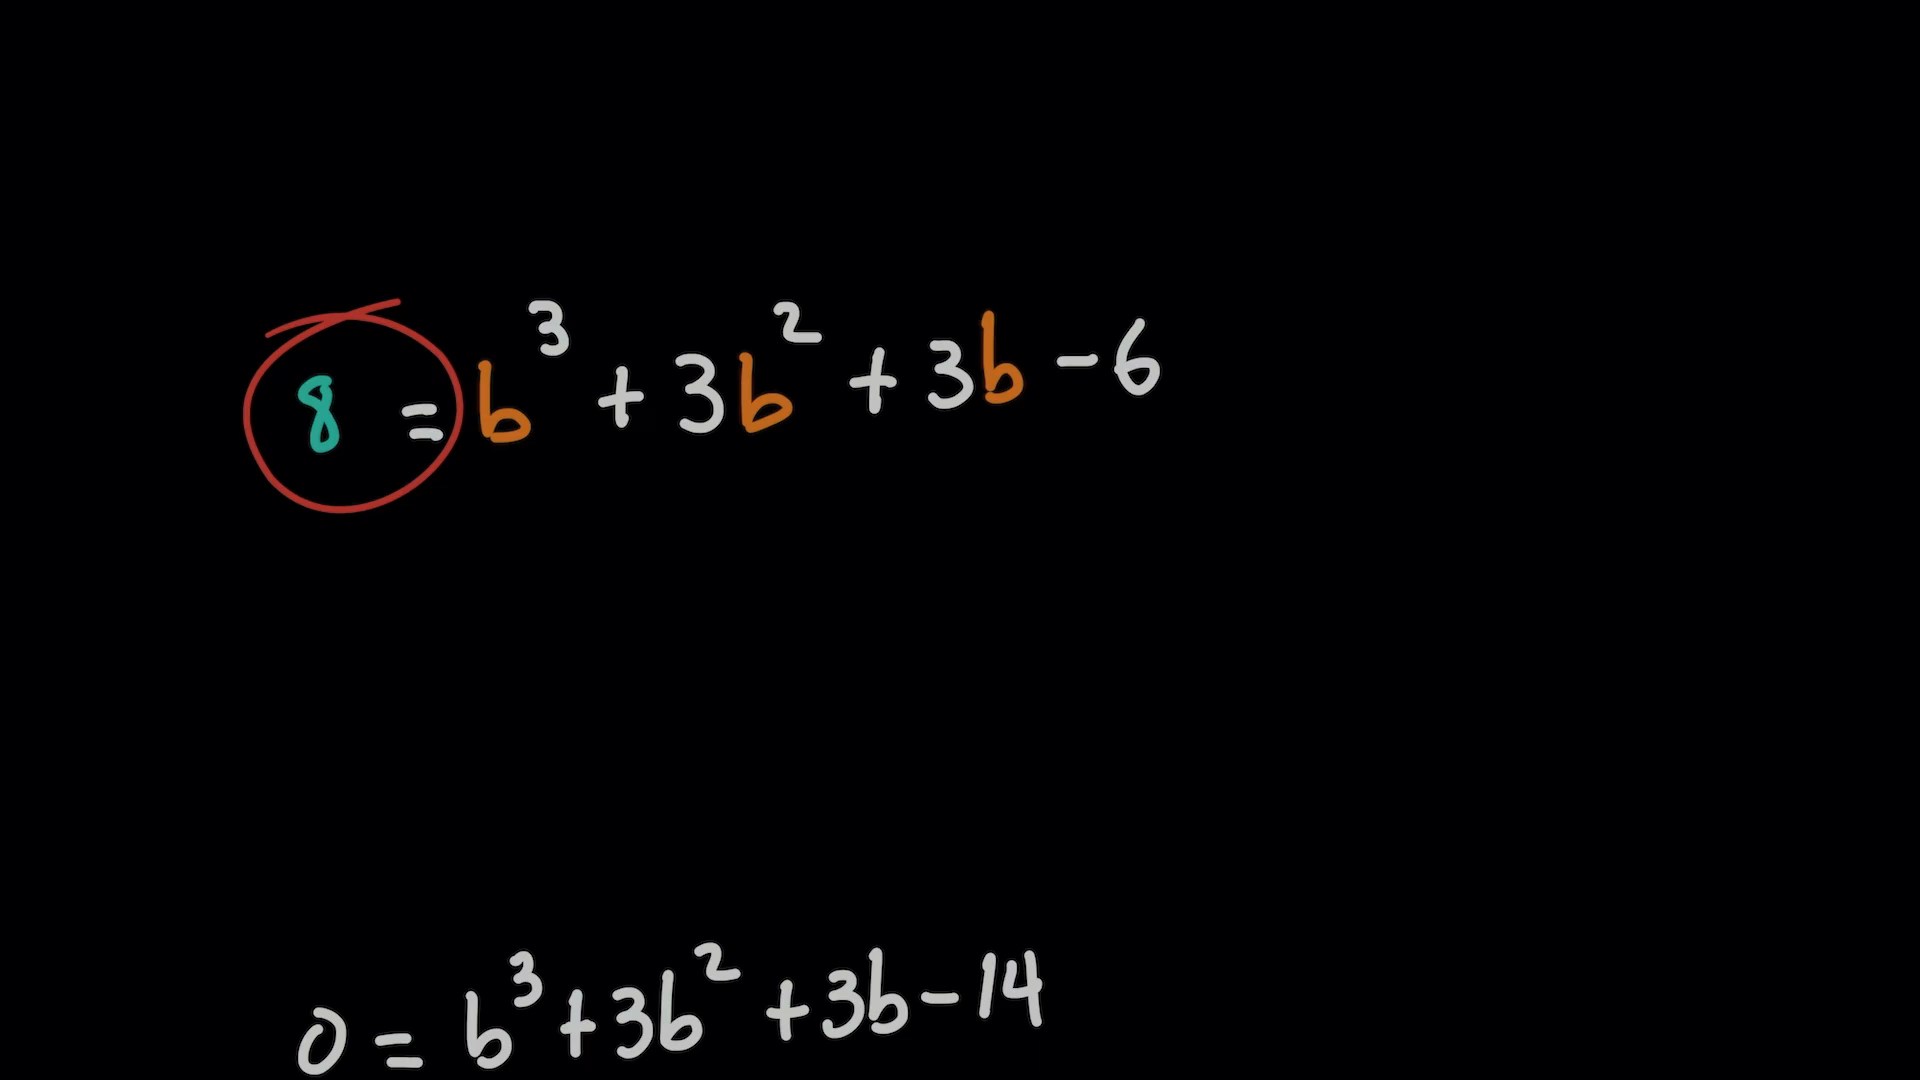 8 = b³ + 3b² + 3b - 6
0 = b³ + 3b² + 3b - 14